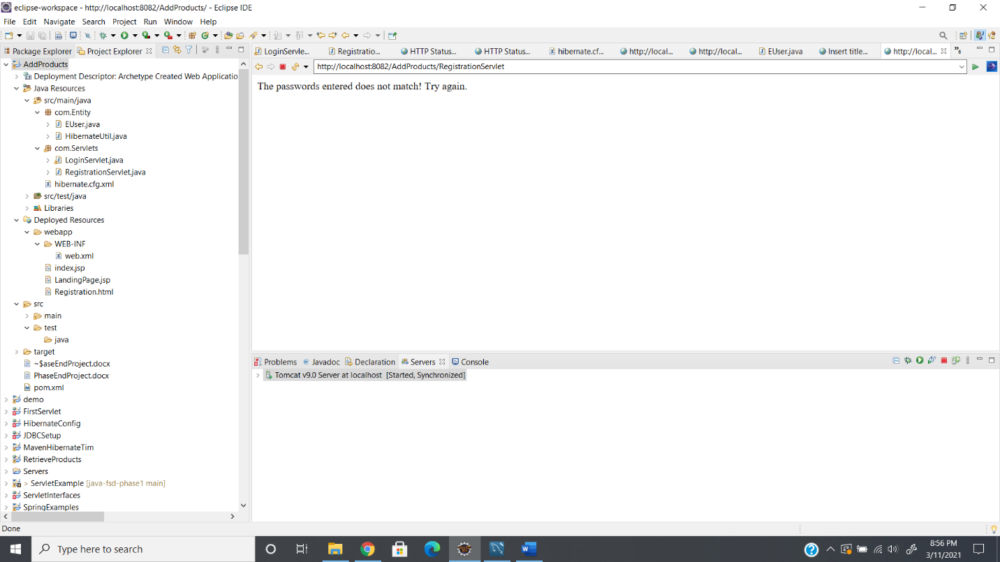 eclipse-workspace - http://localhost:8082/AddProducts/ - Eclipse IDE
File Edit Navigate Search Project Run Window Help
Package Explorer Project Explorer
LoginServle... Registratio... HTTP Status... HTTP Status... hibernate.cf... http://local... http://local... EUser.java Insert title... http://local... »6
http://localhost:8082/AddProducts/RegistrationServlet
The passwords entered does not match! Try again.
AddProducts
Deployment Descriptor: Archetype Created Web Applicatio
Java Resources
src/main/java
com.Entity
EUser.java
HibernateUtil.java
com.Servlets
LoginServlet.java
RegistrationServlet.java
hibernate.cfg.xml
src/test/java
Libraries
Deployed Resources
webapp
WEB-INF
web.xml
index.jsp
LandingPage.jsp
Registration.html
src
main
test
java
target
~$aseEndProject.docx
PhaseEndProject.docx
pom.xml
demo
FirstServlet
HibernateConfig
JDBCSetup
MavenHibernateTim
RetrieveProducts
Servers
> ServletExample [java-fsd-phase1 main]
ServletInterfaces
SpringExamples
Problems Javadoc Declaration Servers Console
Tomcat v9.0 Server at localhost [Started, Synchronized]
Done
Type here to search
8:56 PM
3/11/2021